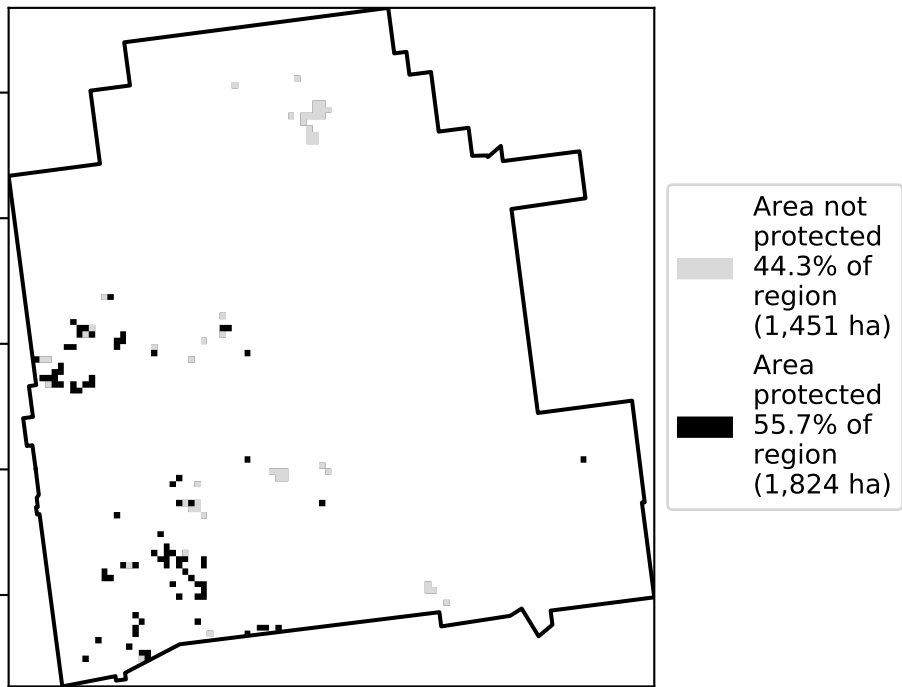 Area not
protected
44.3% of
region
(1,451 ha)
Area
protected
55.7% of
region
(1,824 ha)